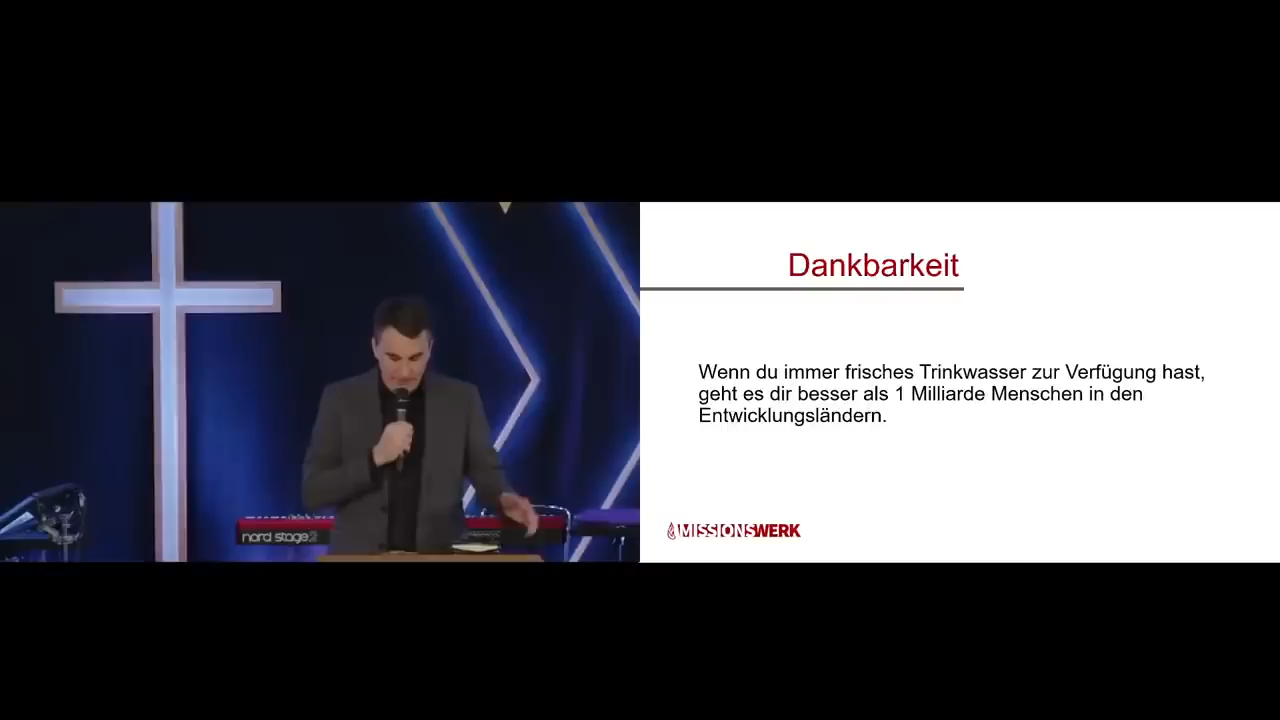 Dankbarkeit
Wenn du immer frisches Trinkwasser zur Verfügung hast,
geht es dir besser als 1 Milliarde Menschen in den
Entwicklungsländern.
MISSIONSWERK
nord stage 2